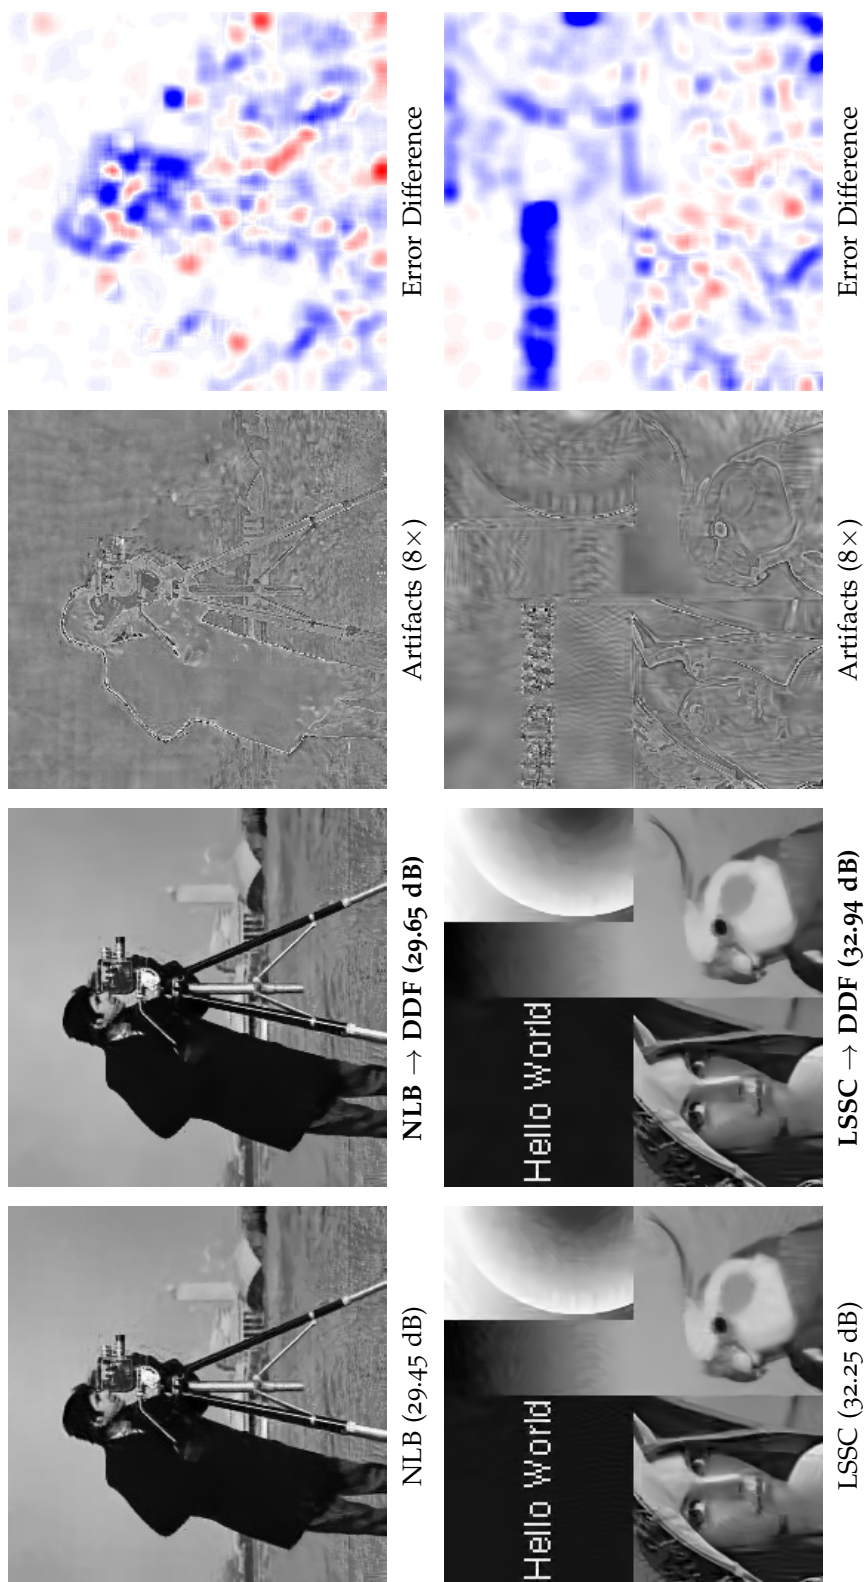 NLB (29.45 dB)
NLB → DDF (29.65 dB)
Artifacts (8×)
Error Difference
Hello World
Hello World
LSSC (32.25 dB)
LSSC → DDF (32.94 dB)
Artifacts (8×)
Error Difference